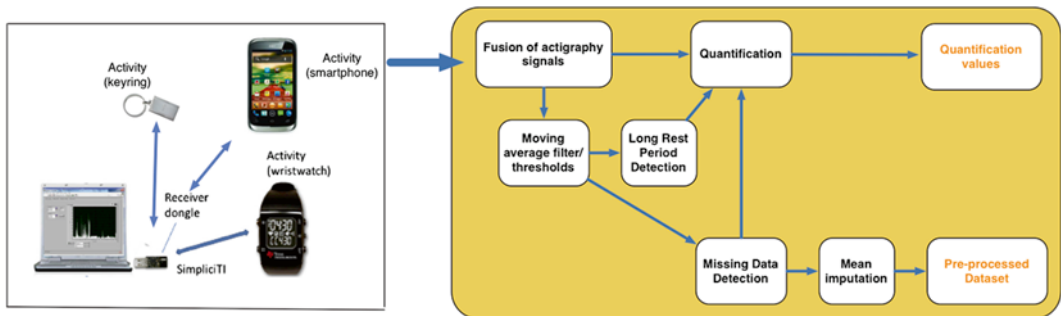 Activity
(keyring)
Activity
(smartphone)
Activity
(wristwatch)
Receiver
dongle
SimpliciTI
Fusion of actigraphy
signals
Quantification
Quantification
values
Moving
average filter/
thresholds
Long Rest
Period
Detection
Missing Data
Detection
Mean
imputation
Pre-processed
Dataset